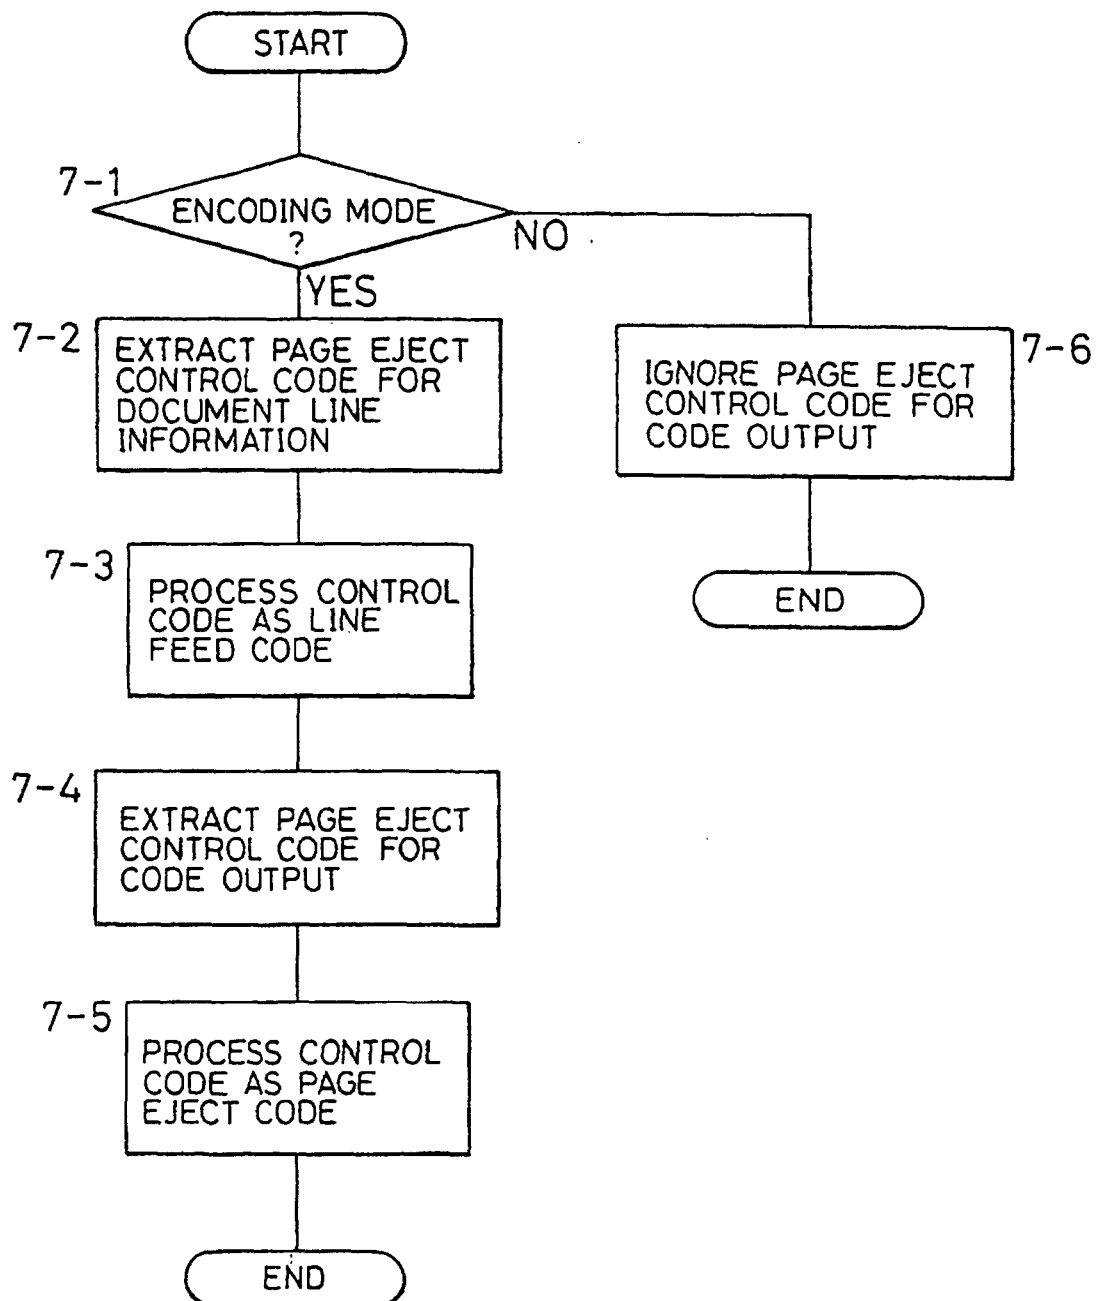 START
7-1
ENCODING MODE
?
NO
YES
7-2
EXTRACT PAGE EJECT
CONTROL CODE FOR
DOCUMENT LINE
INFORMATION
7-6
IGNORE PAGE EJECT
CONTROL CODE FOR
CODE OUTPUT
END
7-3
PROCESS CONTROL
CODE AS LINE
FEED CODE
7-4
EXTRACT PAGE EJECT
CONTROL CODE FOR
CODE OUTPUT
7-5
PROCESS CONTROL
CODE AS PAGE
EJECT CODE
END